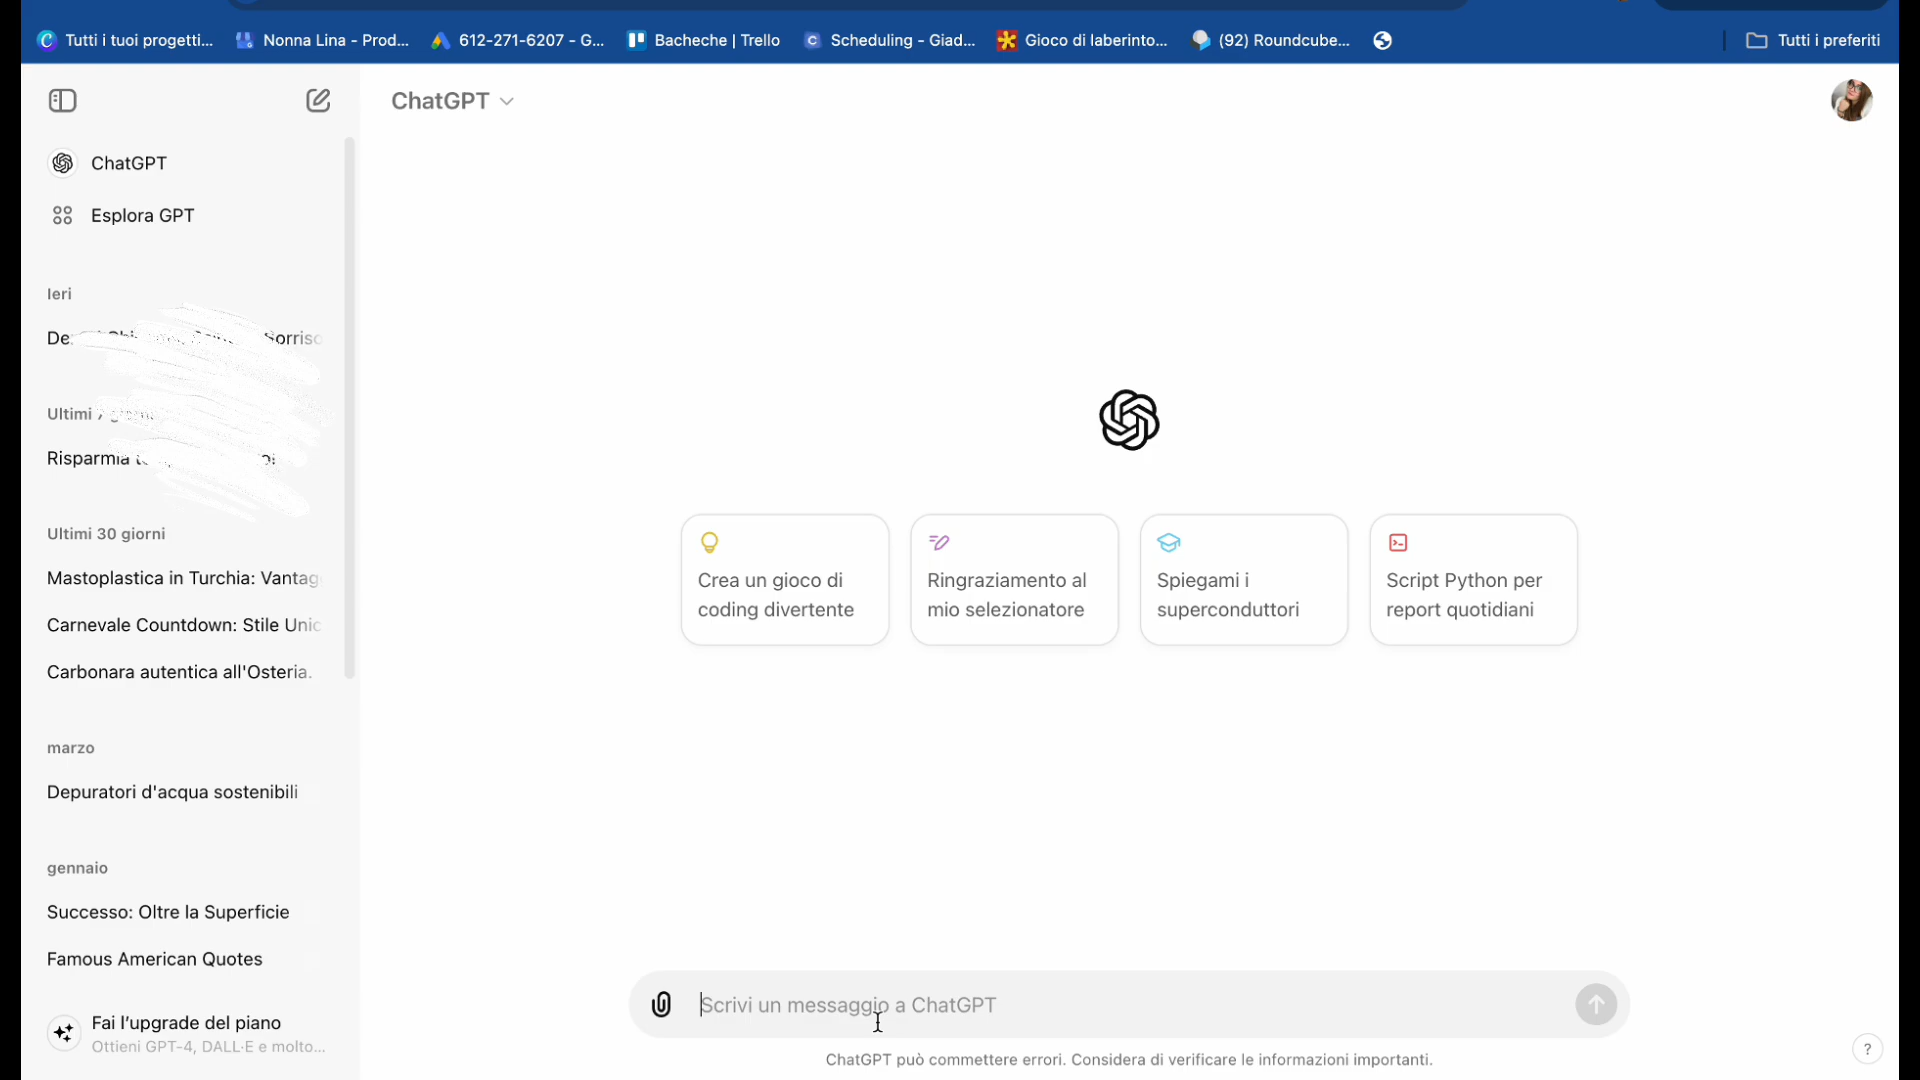 Tutti i tuoi progetti...
Nonna Lina - Prod...
612-271-6207 - G...
Bacheche | Trello
Scheduling - Giad...
Gioco di laberinto...
(92) Roundcube...
Tutti i preferiti
ChatGPT
ChatGPT
Esplora GPT
Ieri
Ultimi
Risparmia
Ultimi 30 giorni
Mastoplastica in Turchia: Vantag
Carnevale Countdown: Stile Unic
Carbonara autentica all'Osteria.
marzo
Depuratori d'acqua sostenibili
gennaio
Successo: Oltre la Superficie
Famous American Quotes
Fai l'upgrade del piano
Ottieni GPT-4, DALL·E e molto...
Crea un gioco di
coding divertente
Ringraziamento al
mio selezionatore
Spiegami i
superconduttori
Script Python per
report quotidiani
Scrivi un messaggio a ChatGPT
ChatGPT può commettere errori. Considera di verificare le informazioni importanti.
?